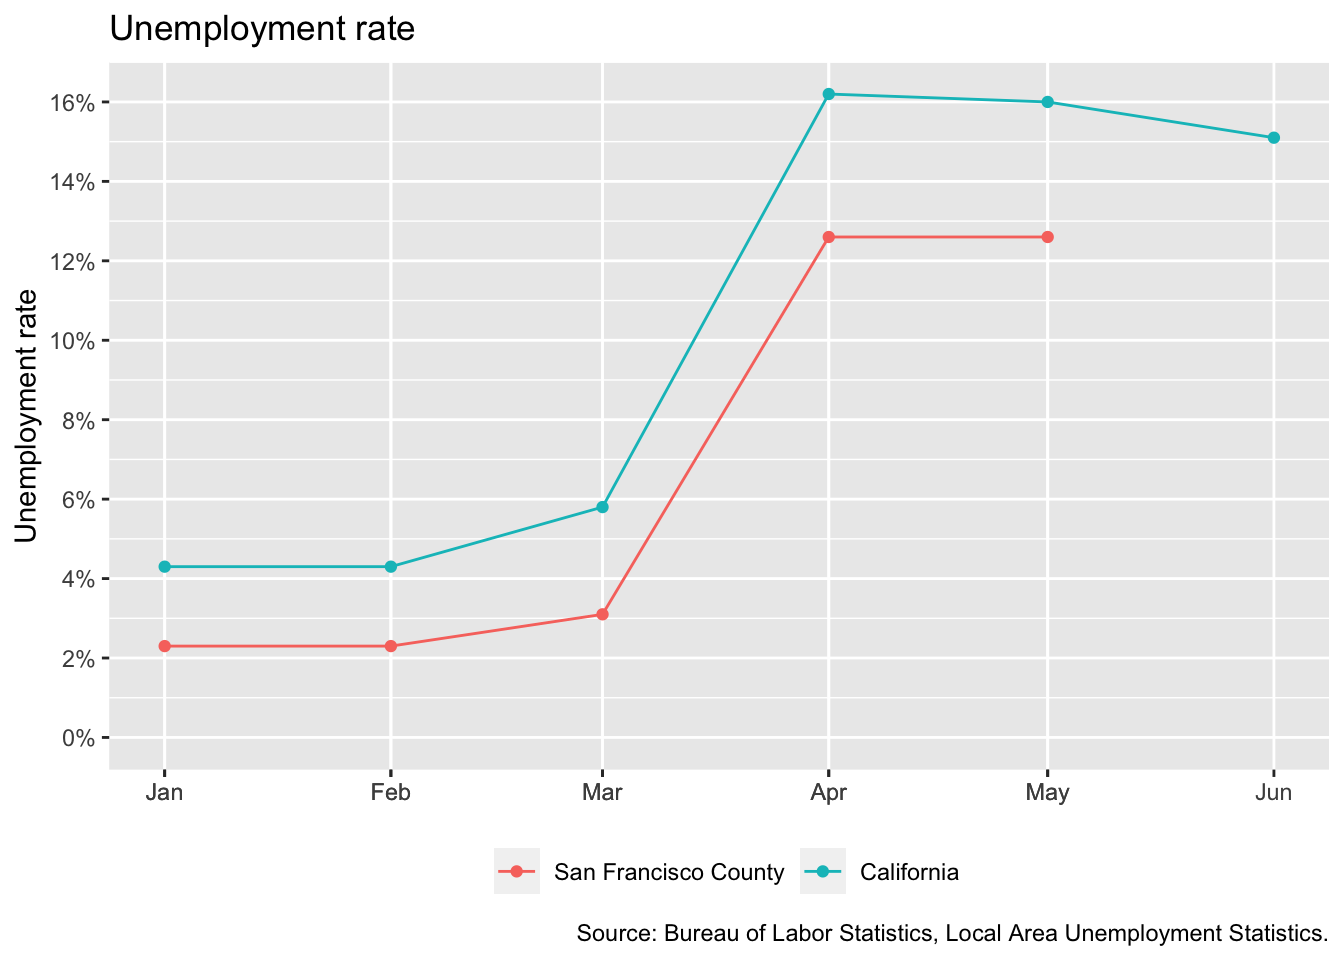 Unemployment rate
Unemployment rate
16%
14%
12%
10%
8%
6%
4%
2%
0%
Jan Feb Mar Apr May Jun
San Francisco County California
Source: Bureau of Labor Statistics, Local Area Unemployment Statistics.